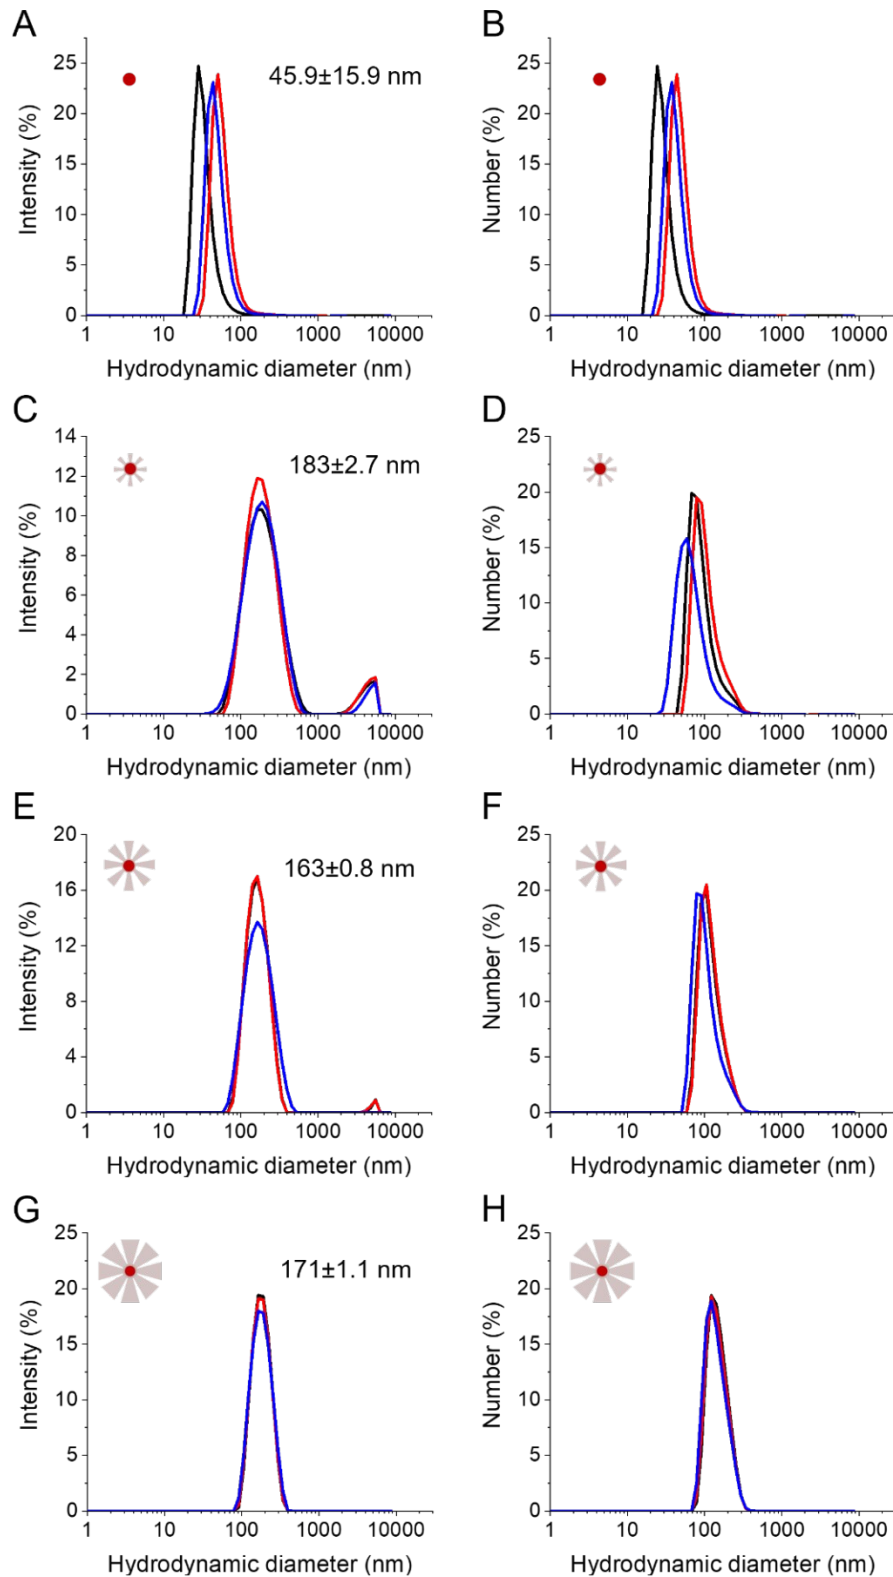 A
Intensity (%)
25
20
15
10
5
0
45.9±15.9 nm
1 10 100 1000 10000
Hydrodynamic diameter (nm)
B
Number (%)
25
20
15
10
5
0
1 10 100 1000 10000
Hydrodynamic diameter (nm)
C
Intensity (%)
14
12
10
8
6
4
2
0
183±2.7 nm
1 10 100 1000 10000
Hydrodynamic diameter (nm)
D
Number (%)
25
20
15
10
5
0
1 10 100 1000 10000
Hydrodynamic diameter (nm)
E
Intensity (%)
20
16
12
8
4
0
163±0.8 nm
1 10 100 1000 10000
Hydrodynamic diameter (nm)
F
Number (%)
25
20
15
10
5
0
1 10 100 1000 10000
Hydrodynamic diameter (nm)
G
Intensity (%)
25
20
15
10
5
0
171±1.1 nm
1 10 100 1000 10000
Hydrodynamic diameter (nm)
H
Number (%)
25
20
15
10
5
0
1 10 100 1000 10000
Hydrodynamic diameter (nm)